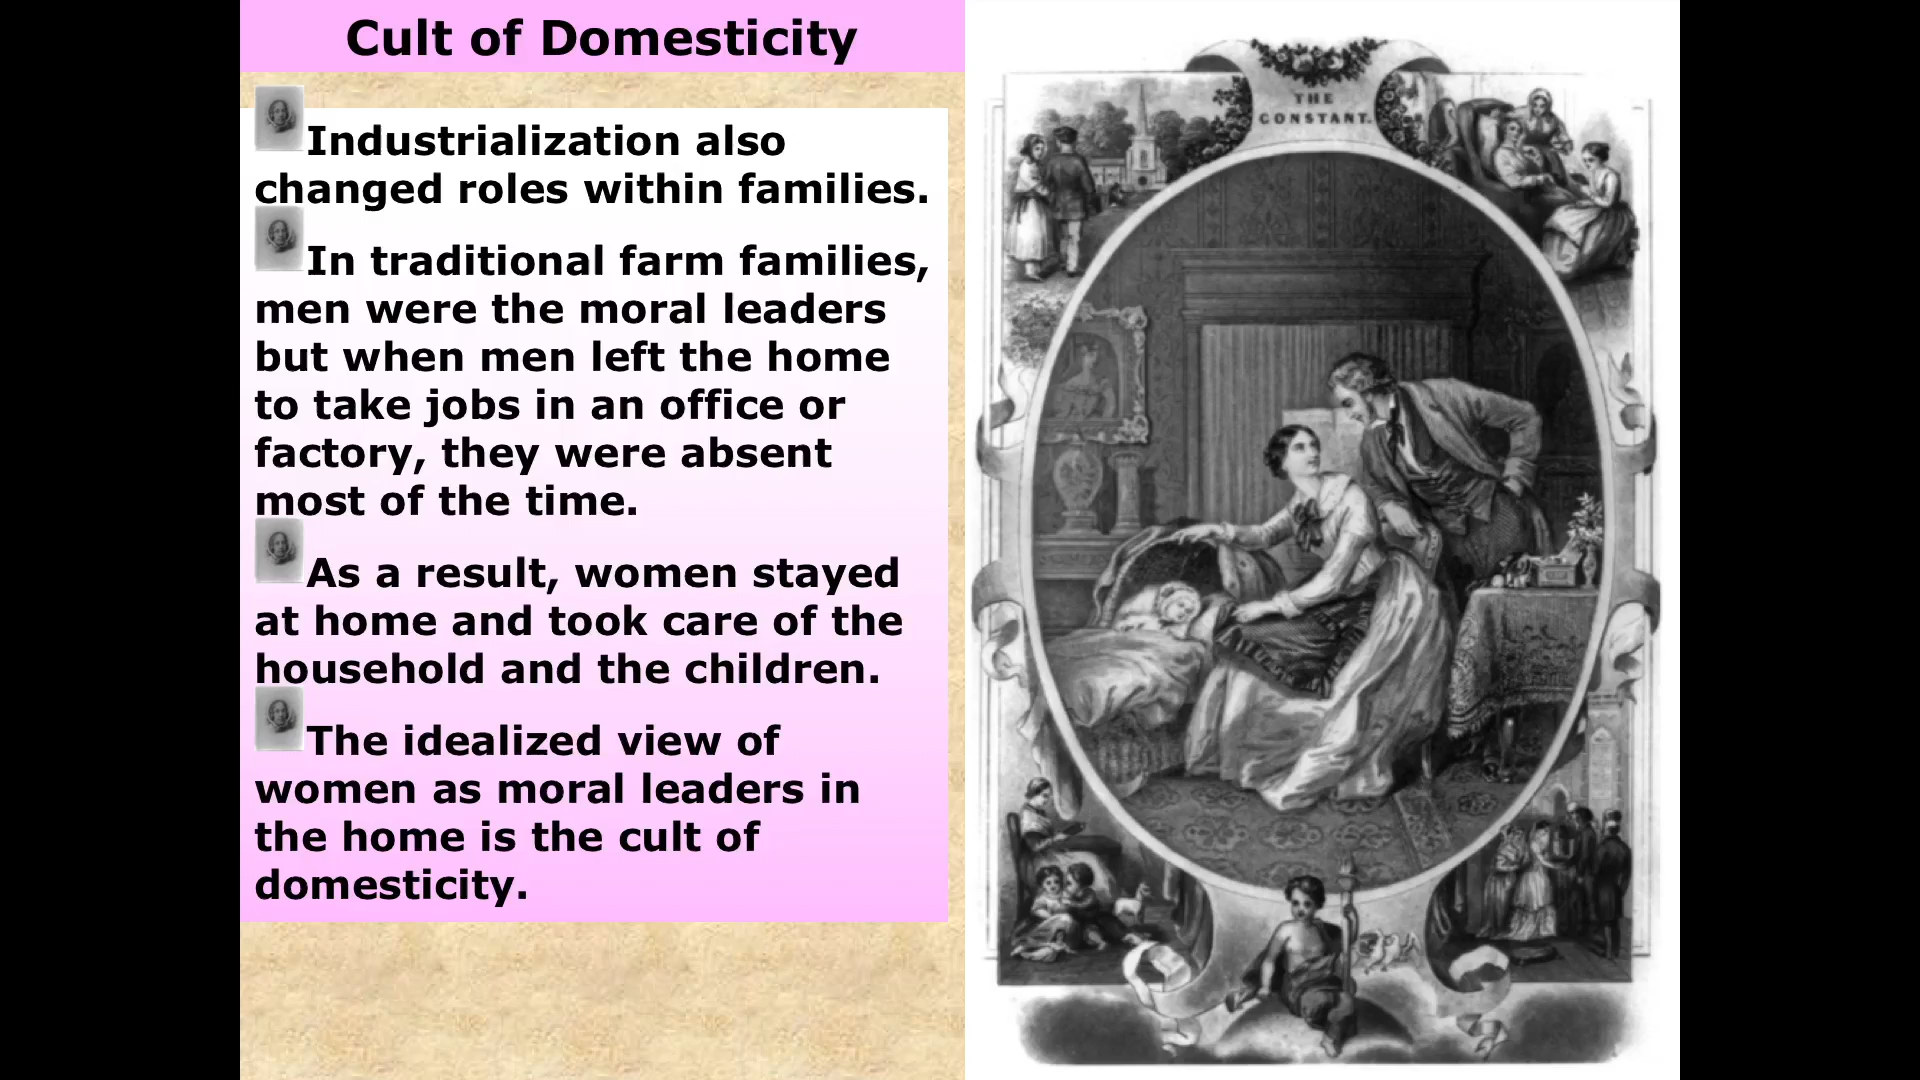 Cult of Domesticity
Industrialization also
changed roles within families.
In traditional farm families,
men were the moral leaders
but when men left the home
to take jobs in an office or
factory, they were absent
most of the time.
As a result, women stayed
at home and took care of the
household and the children.
The idealized view of
women as moral leaders in
the home is the cult of
domesticity.
THE
CONSTANT.